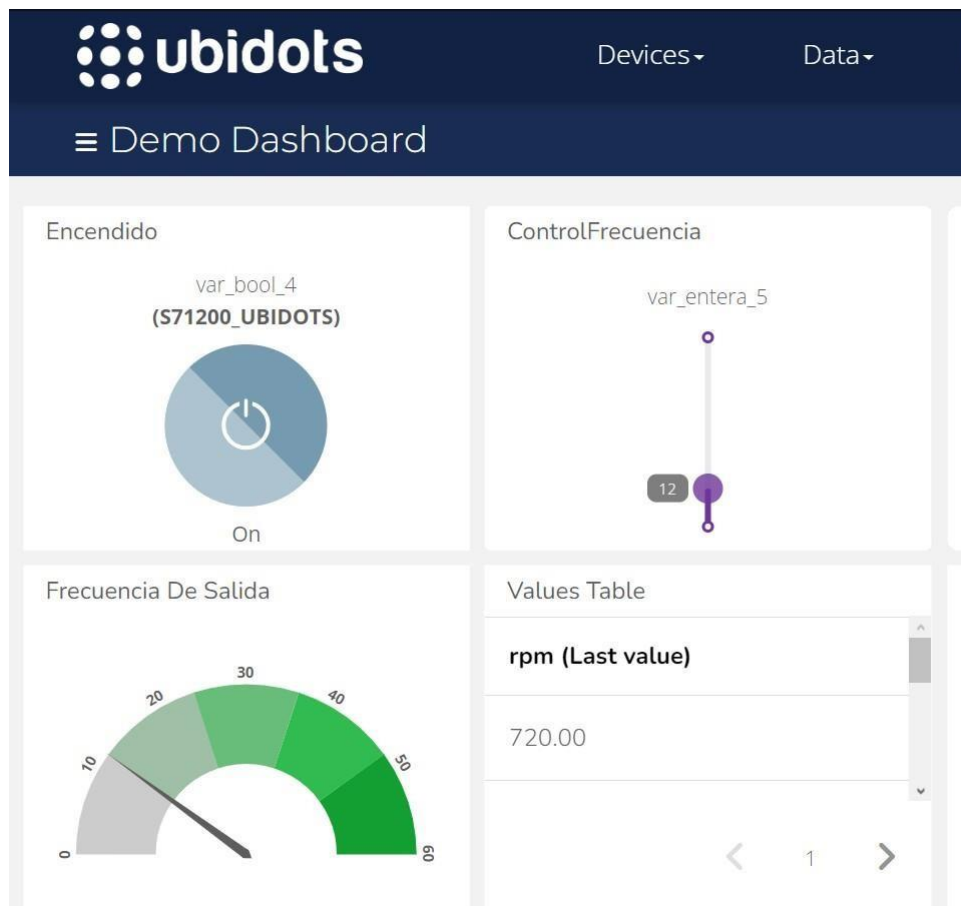 ubidots
Devices
Data
Demo Dashboard
Encendido
var_bool_4
(S71200_UBIDOTS)
On
ControlFrecuencia
var_entera_5
12
Frecuencia De Salida
0
10
20
30
40
50
60
Values Table
rpm (Last value)
720.00
1